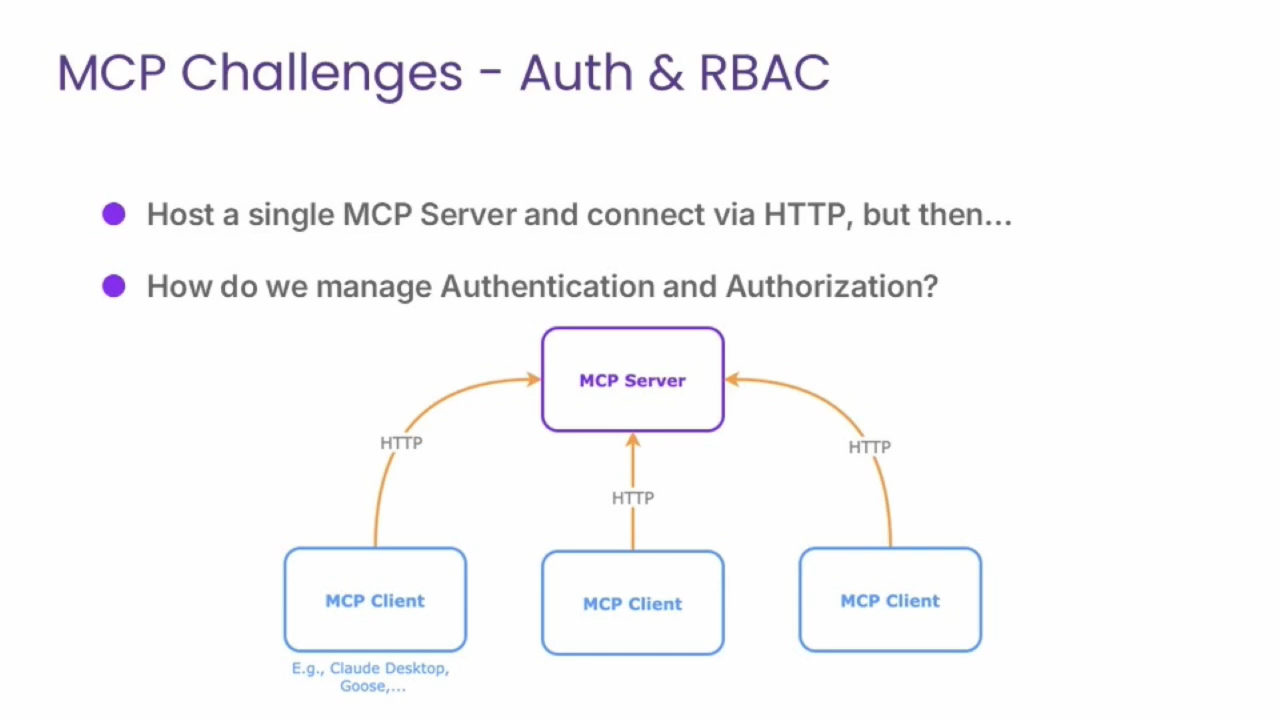 MCP Challenges - Auth & RBAC
Host a single MCP Server and connect via HTTP, but then...
How do we manage Authentication and Authorization?
MCP Server
HTTP
HTTP
HTTP
MCP Client
MCP Client
MCP Client
E.g., Claude Desktop,
Goose,...